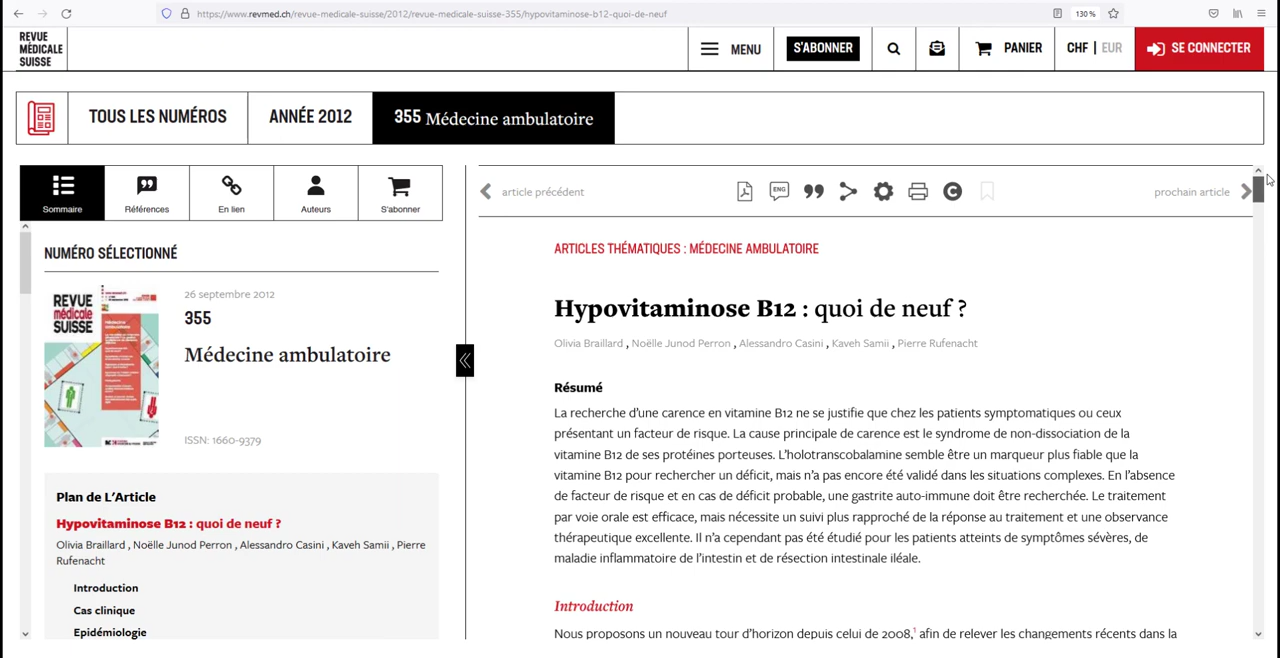 https://www.revmed.ch/revue-medicale-suisse/2012/revue-medicale-suisse-355/hypovitaminose-b12-quoi-de-neuf
130 %
REVUE
MÉDICALE
SUISSE
MENU
S'ABONNER
PANIER
CHF | EUR
SE CONNECTER
TOUS LES NUMÉROS
ANNÉE 2012
355 Médecine ambulatoire
Sommaire
Références
En lien
Auteurs
S'abonner
NUMÉRO SÉLECTIONNÉ
REVUE
médicale
SUISSE
Médecine
ambulatoire
26 septembre 2012
355
Médecine ambulatoire
ISSN: 1660-9379
Plan de L'Article
Hypovitaminose B12 : quoi de neuf ?
Olivia Braillard , Noëlle Junod Perron , Alessandro Casini , Kaveh Samii , Pierre
Rufenacht
Introduction
Cas clinique
Epidémiologie
article précédent
ENG
prochain article
ARTICLES THÉMATIQUES : MÉDECINE AMBULATOIRE
Hypovitaminose B12 : quoi de neuf ?
Olivia Braillard , Noëlle Junod Perron , Alessandro Casini , Kaveh Samii , Pierre Rufenacht
Résumé
La recherche d'une carence en vitamine B12 ne se justifie que chez les patients symptomatiques ou ceux
présentant un facteur de risque. La cause principale de carence est le syndrome de non-dissociation de la
vitamine B12 de ses protéines porteuses. L'holotranscobalamine semble être un marqueur plus fiable que la
vitamine B12 pour rechercher un déficit, mais n'a pas encore été validé dans les situations complexes. En l'absence
de facteur de risque et en cas de déficit probable, une gastrite auto-immune doit être recherchée. Le traitement
par voie orale est efficace, mais nécessite un suivi plus rapproché de la réponse au traitement et une observance
thérapeutique excellente. Il n'a cependant pas été étudié pour les patients atteints de symptômes sévères, de
maladie inflammatoire de l'intestin et de résection intestinale iléale.
Introduction
Nous proposons un nouveau tour d'horizon depuis celui de 2008,1 afin de relever les changements récents dans la